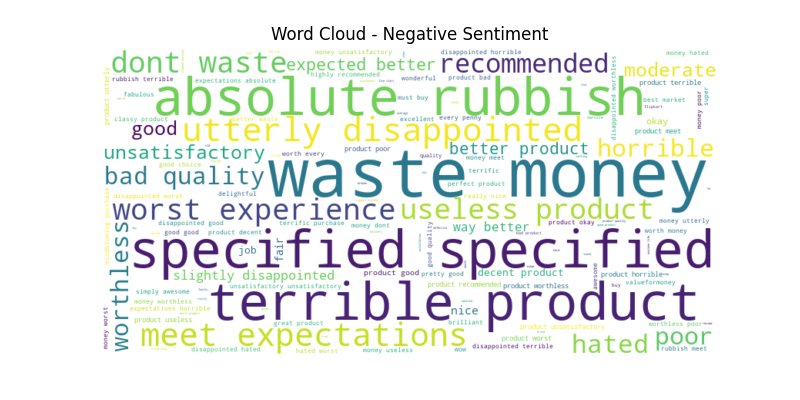 Word Cloud - Negative Sentiment
money unsatisfactory
disappointed horrible
money hated
dont waste
expected better
recommended
moderate
rubbish terrible
expectations absolute
highly recommended
wonderful
product bad
product terrible
product utterly
fabulous
absolute rubbish
must buy
super
best market
disappointed worthless
money poor
flipkart
classy product
better waste
excellent
every penny
good
utterly disappointed
okay
product meet
horrible
unsatisfactory
worth every
product poor
better product
quality
money meet
good choice
terrific
bad quality
waste money
perfect product
disappointed worst
delightful
really nice
worst experience
useless product
disappointed good
terrific purchase
money dont
product okay
money utterly
worthless
good good
product decent
way better
worth money
specified specified
job
fair
good quality
slightly disappointed
product good
pretty good
decent product
awesome
product horrible
simply awesome
unsatisfactory unsatisfactory
product recommended
product worthless
buy
valueformoney
money worthless
terrible product
expectations horrible
nice
product useless
great product
brilliant
product unsatisfactory
worthless poor
money worst
meet expectations
product worst
poor
disappointed hated
hated worst
money useless
wow
disappointed terrible
hated
rubbish meet